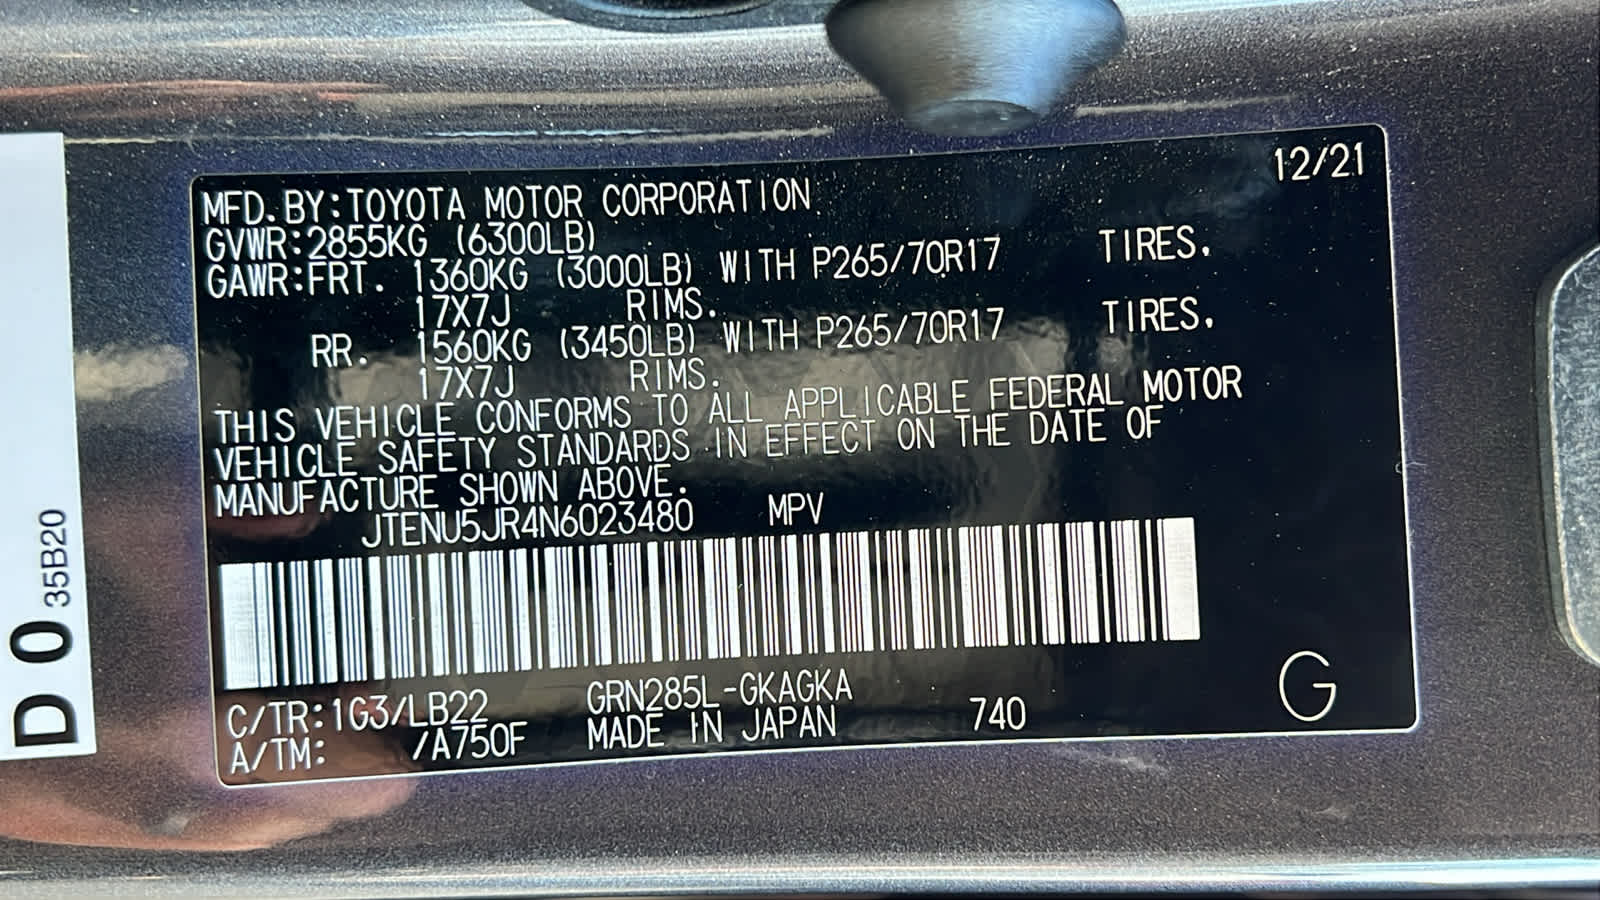 12/21
MFD. BY:TOYOTA MOTOR CORPORATION
GVWR:2855KG (6300LB)
GAWR:FRT. 1360KG (3000LB) WITH P265/70R17 TIRES.
17X7J RIMS.
RR. 1560KG (3450LB) WITH P265/70R17 TIRES.
17X7J RIMS.
THIS VEHICLE CONFORMS TO ALL APPLICABLE FEDERAL MOTOR
VEHICLE SAFETY STANDARDS IN EFFECT ON THE DATE OF
MANUFACTURE SHOWN ABOVE.
JTENU5JR4N6023480 MPV
C/TR:1G3/LB22 GRN285L-GKAGKA
A/TM: /A750F MADE IN JAPAN 740 G
D 0 35B20